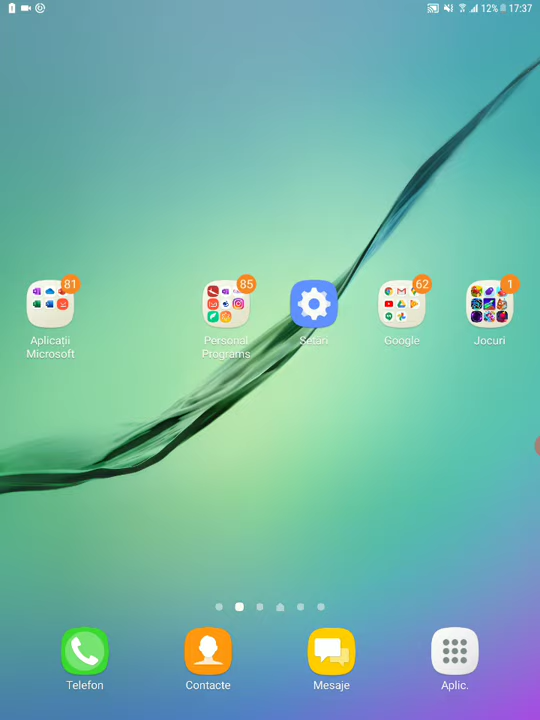 12% 17:37
81
85
62
1
Aplicații
Microsoft
Personal
Programs
Setări
Google
Jocuri
Telefon
Contacte
Mesaje
Aplic.